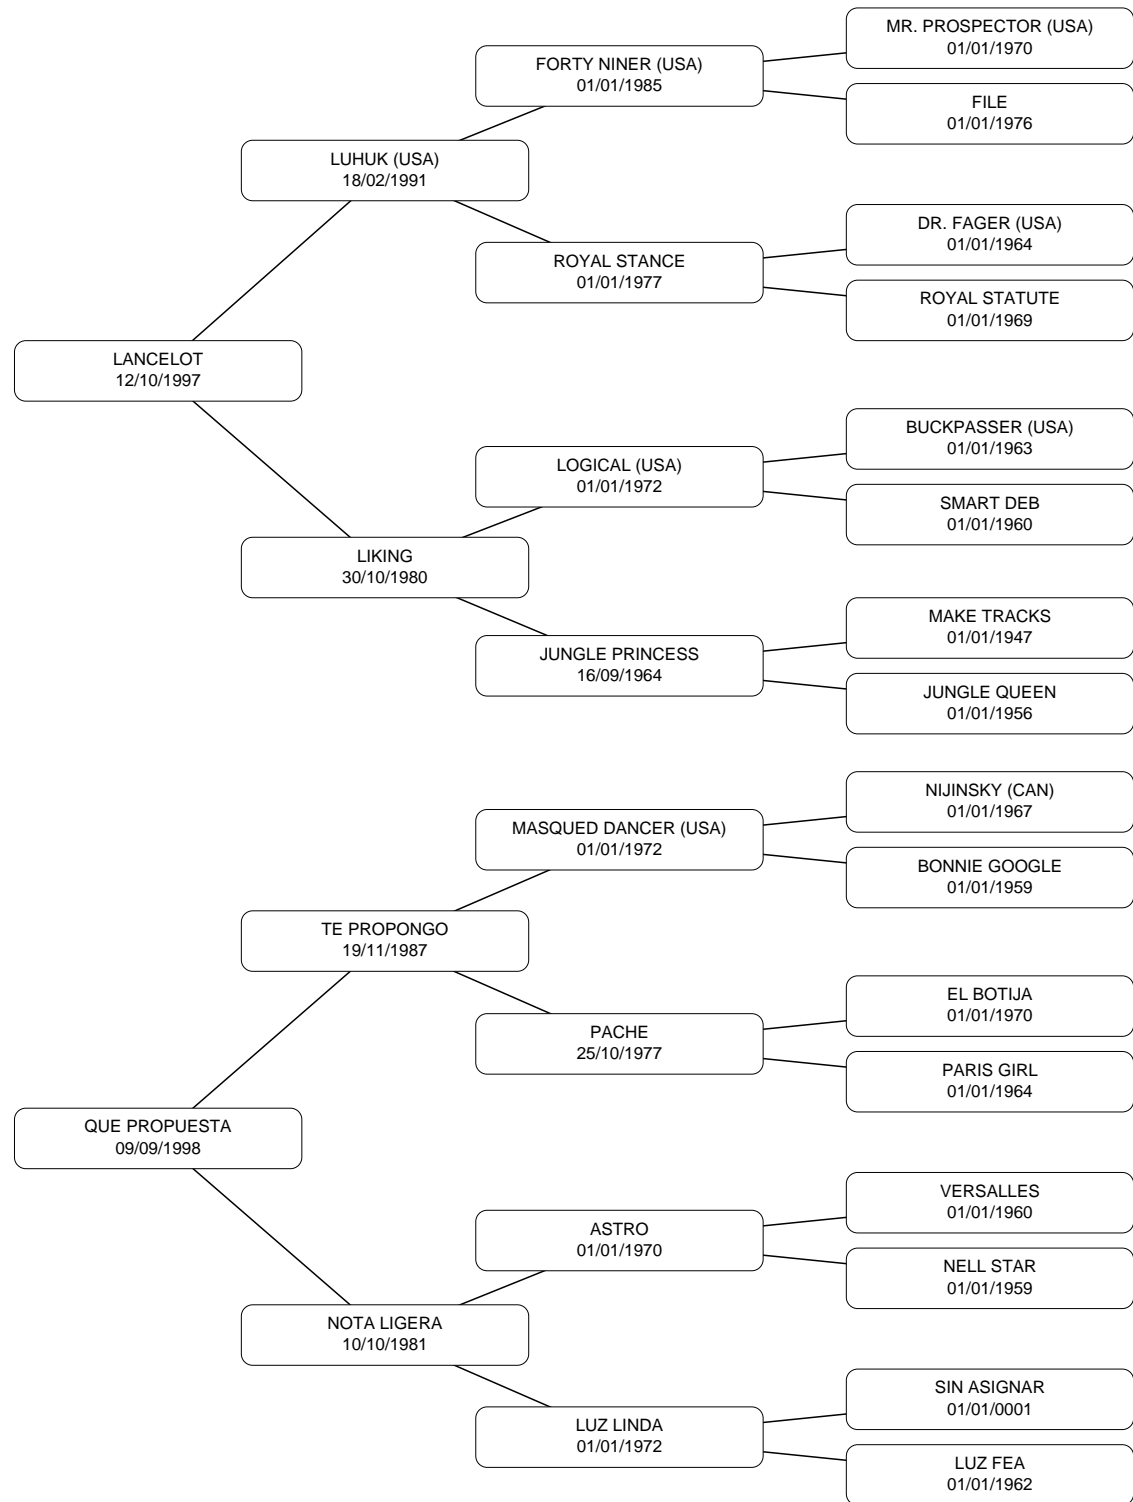 MR. PROSPECTOR (USA)
01/01/1970
FORTY NINER (USA)
01/01/1985
FILE
01/01/1976
LUHUK (USA)
18/02/1991
DR. FAGER (USA)
01/01/1964
ROYAL STANCE
01/01/1977
ROYAL STATUTE
01/01/1969
LANCELOT
12/10/1997
BUCKPASSER (USA)
01/01/1963
LOGICAL (USA)
01/01/1972
SMART DEB
01/01/1960
LIKING
30/10/1980
MAKE TRACKS
01/01/1947
JUNGLE PRINCESS
16/09/1964
JUNGLE QUEEN
01/01/1956
NIJINSKY (CAN)
01/01/1967
MASQUED DANCER (USA)
01/01/1972
BONNIE GOOGLE
01/01/1959
TE PROPONGO
19/11/1987
EL BOTIJA
01/01/1970
PACHE
25/10/1977
PARIS GIRL
01/01/1964
QUE PROPUESTA
09/09/1998
VERSALLES
01/01/1960
ASTRO
01/01/1970
NELL STAR
01/01/1959
NOTA LIGERA
10/10/1981
SIN ASIGNAR
01/01/0001
LUZ LINDA
01/01/1972
LUZ FEA
01/01/1962